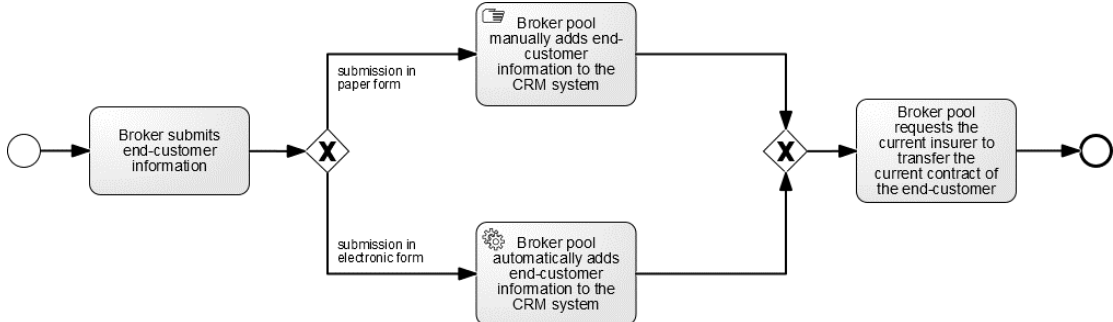 Broker submits
end-customer
information
submission in
paper form
Broker pool
manually adds end-
customer
information to the
CRM system
submission in
electronic form
Broker pool
automatically adds
end-customer
information to the
CRM system
Broker pool
requests the
current insurer to
transfer the
current contract of
the end-customer